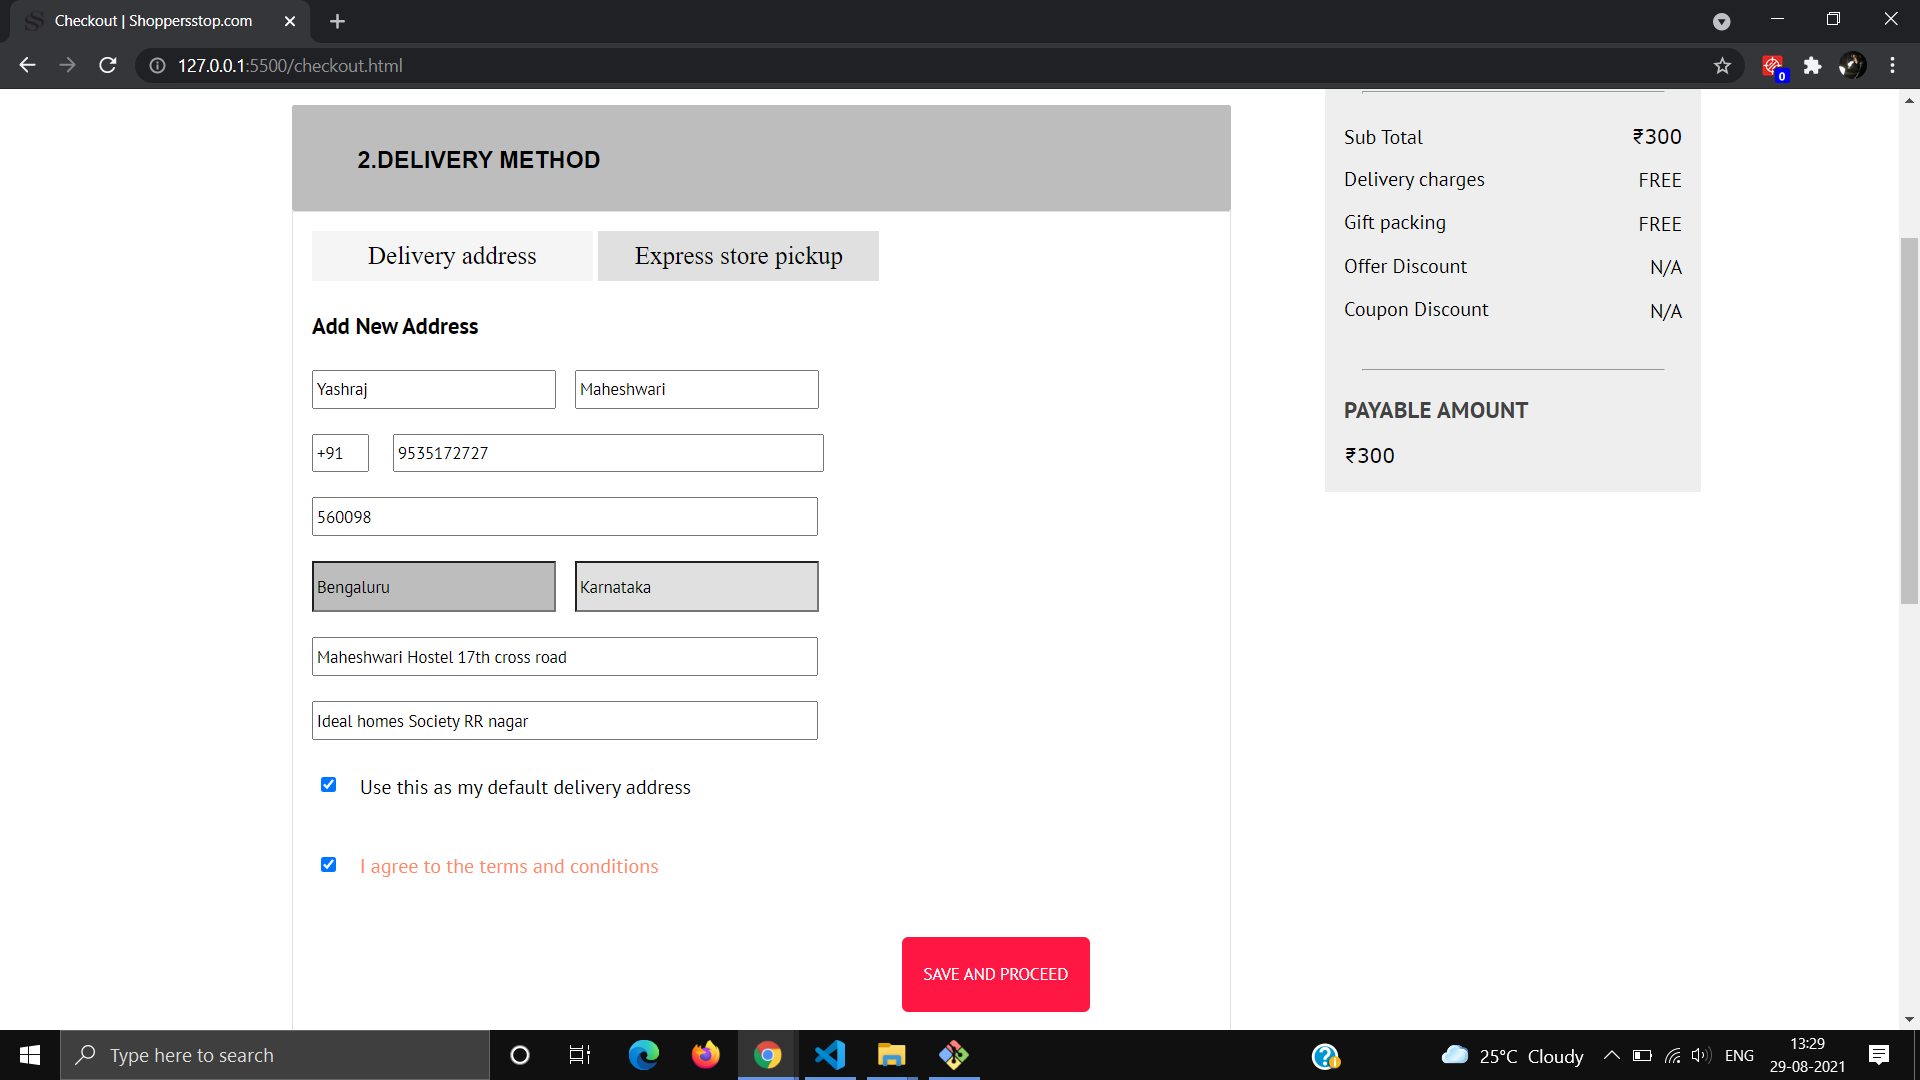 Checkout | Shoppersstop.com
127.0.0.1:5500/checkout.html
0
2.DELIVERY METHOD
Delivery address
Express store pickup
Add New Address
Yashraj
Maheshwari
+91
9535172727
560098
Bengaluru
Karnataka
Maheshwari Hostel 17th cross road
Ideal homes Society RR nagar
Use this as my default delivery address
I agree to the terms and conditions
SAVE AND PROCEED
Sub Total ₹300
Delivery charges FREE
Gift packing FREE
Offer Discount N/A
Coupon Discount N/A
PAYABLE AMOUNT
₹300
Type here to search
25°C Cloudy
ENG
13:29
29-08-2021